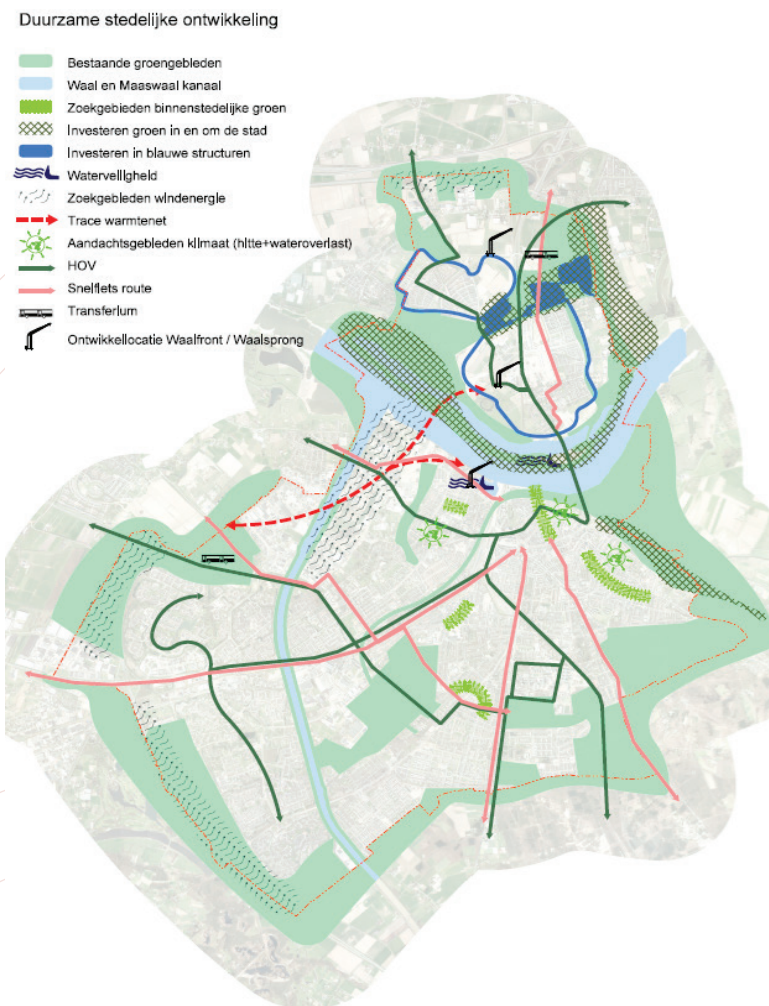 Duurzame stedelijke ontwikkeling
Bestaande groengebieden
Waal en Maaswaal kanaal
Zoekgebieden binnenstedelijke groen
Investeren groen in en om de stad
Investeren in blauwe structuren
Waterveiligheid
Zoekgebieden windenergie
Trace warmtenet
Aandachtsgebieden klimaat (hitte+wateroverlast)
HOV
Snelfiets route
Transferium
Ontwikkellocatie Waalfront / Waalsprong